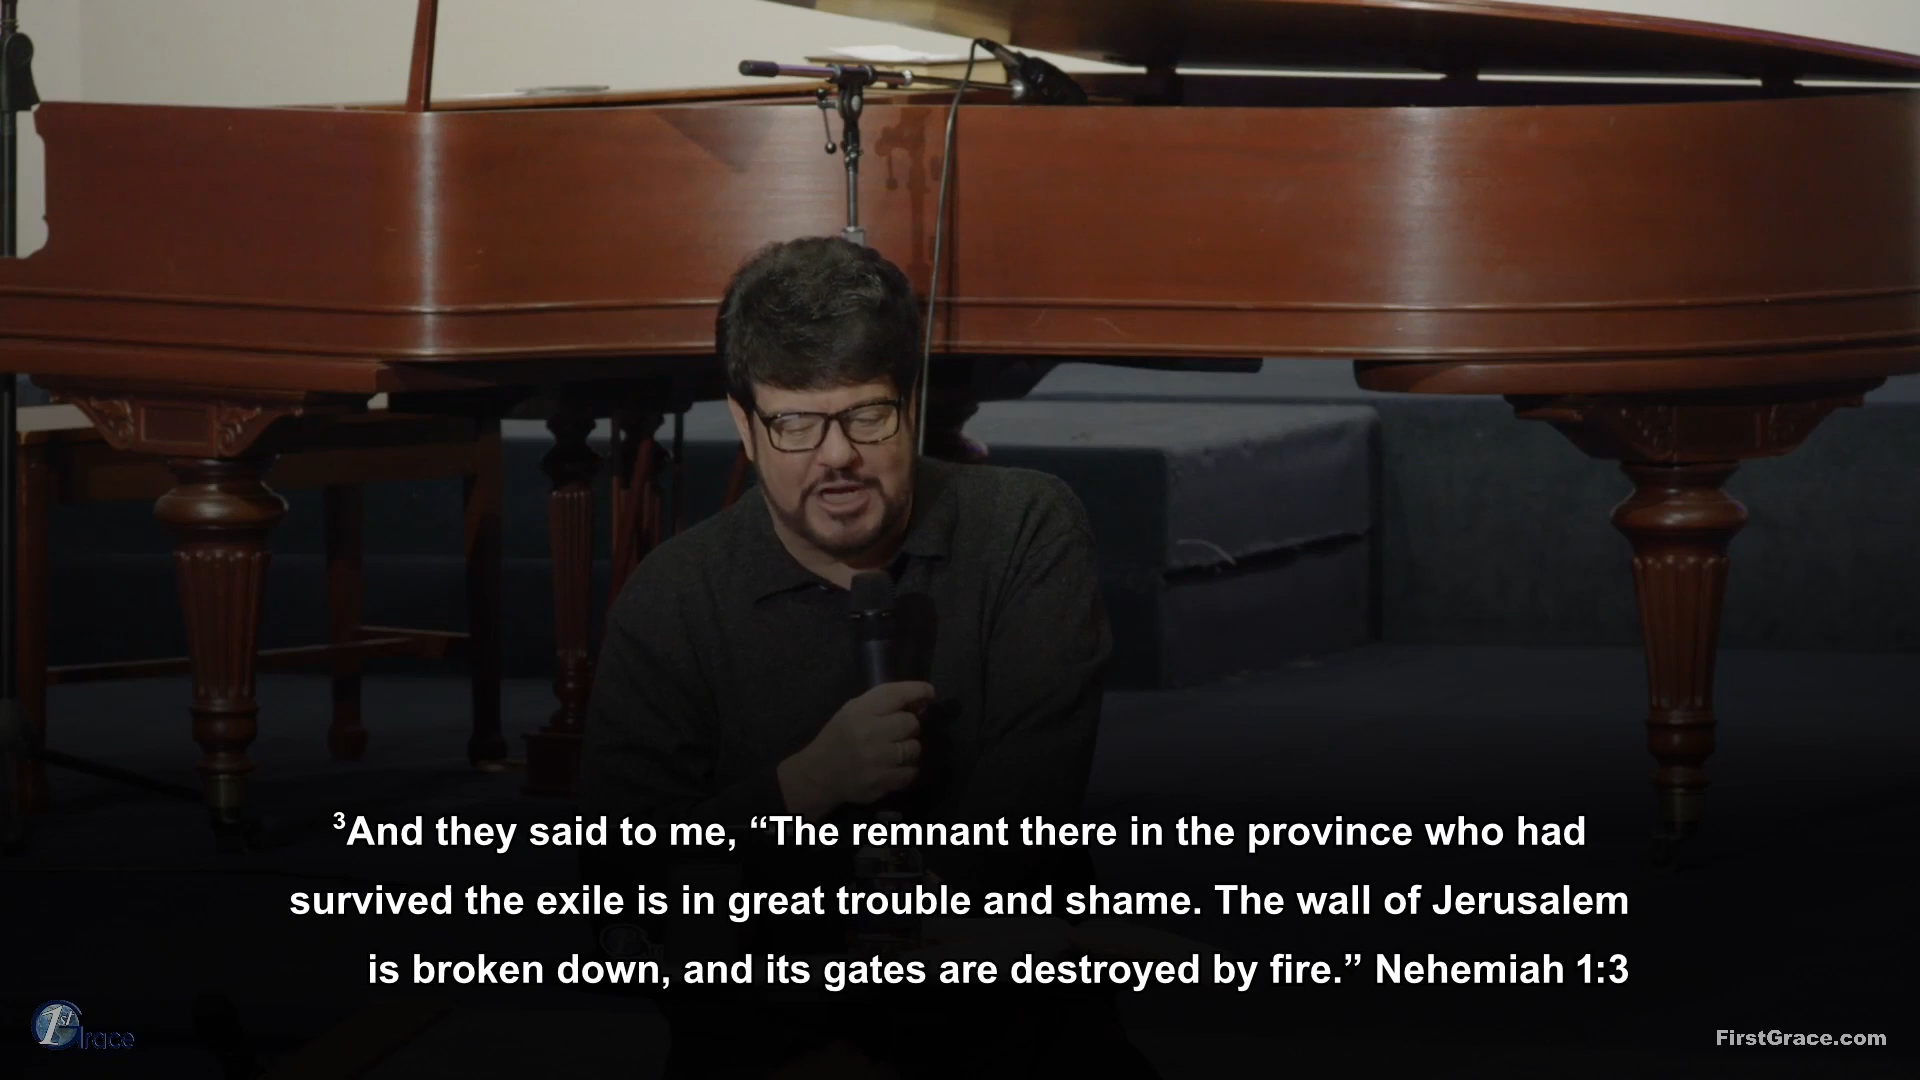 ³And they said to me, “The remnant there in the province who had
survived the exile is in great trouble and shame. The wall of Jerusalem
is broken down, and its gates are destroyed by fire.” Nehemiah 1:3
1st
Grace
FirstGrace.com